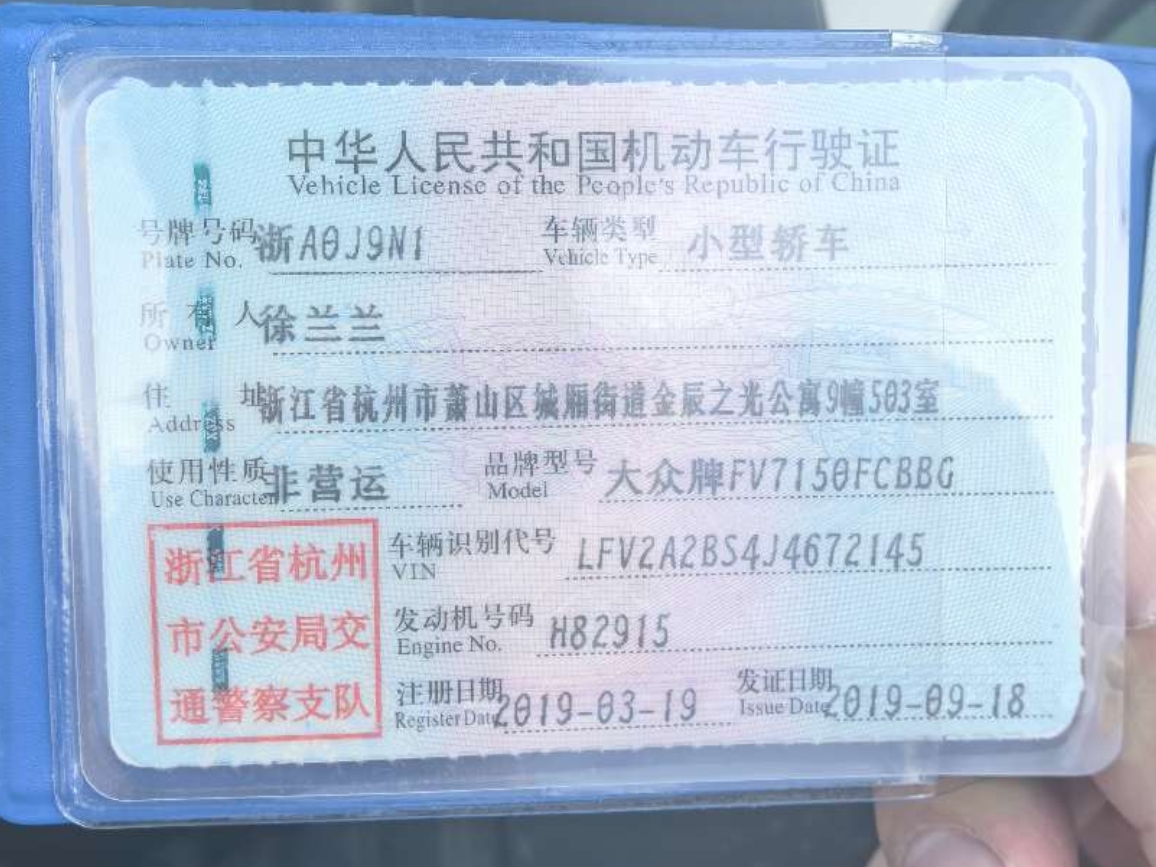 中华人民共和国机动车行驶证
Vehicle License of the People's Republic of China
号牌号码 浙A0J9N1 车辆类型 小型轿车
Plate No. Vehicle Type
所有人 徐兰兰
Owner
住址 浙江省杭州市萧山区城厢街道金辰之光公寓9幢503室
Address
使用性质 非营运 品牌型号 大众牌FV7150FCBBG
Use Character Model
浙江省杭州
市公安局交
通警察支队
车辆识别代号 LFV2A2BS4J4672145
VIN
发动机号码 H82915
Engine No.
注册日期 2019-03-19 发证日期 2019-09-18
Register Date Issue Date